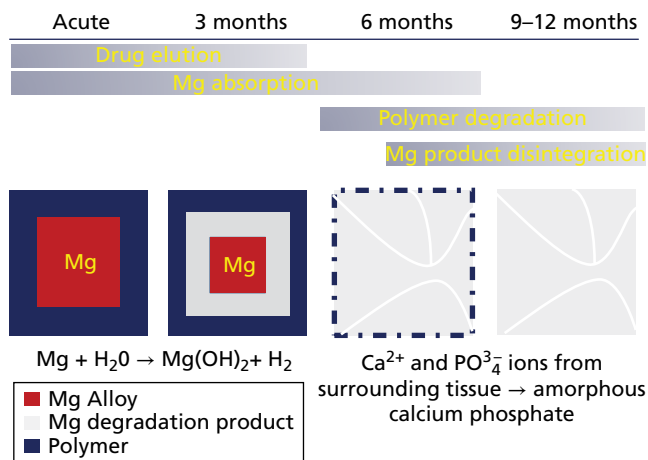 Acute 3 months 6 months 9–12 months
Drug elution
Mg absorption
Polymer degradation
Mg product disintegration
Mg Mg
Mg + H₂0 → Mg(OH)₂+ H₂
Ca²⁺ and PO₄³⁻ ions from
surrounding tissue → amorphous
calcium phosphate
Mg Alloy
Mg degradation product
Polymer